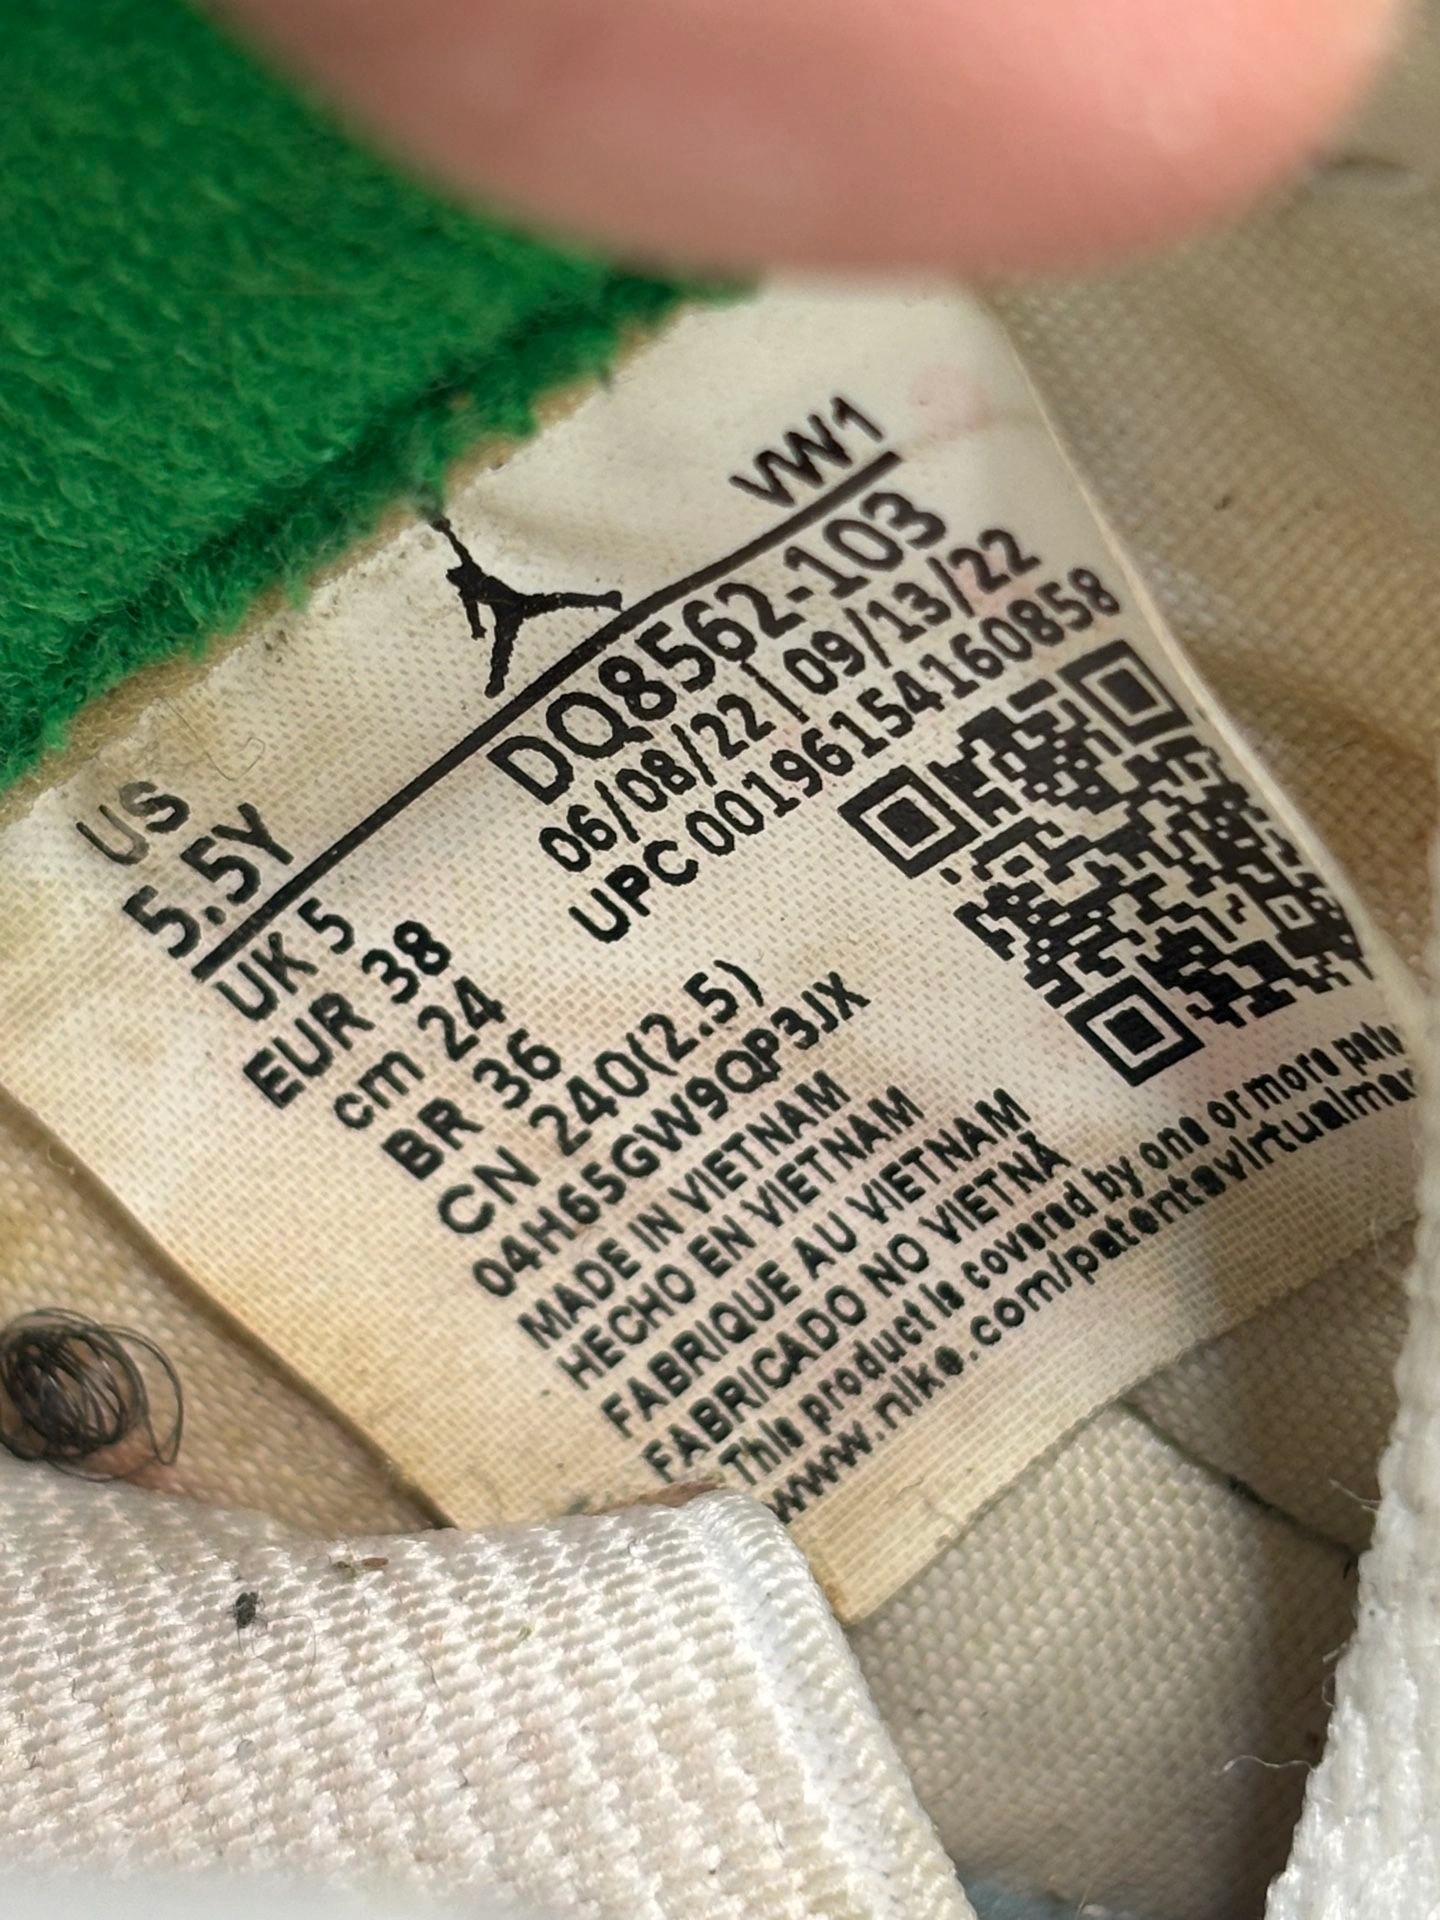 VW1
US
5.5Y
UK 5
EUR 38
cm 24
BR 36
CN 240(2.5)
DQ8562-103
06/08/22 | 09/13/22
UPC 00196154160858
04H65GW9QP3JX
MADE IN VIETNAM
HECHO EN VIETNAM
FABRIQUE AU VIETNAM
FABRICADO NO VIETNÃ
This product is covered by one or more
www.nike.com/patentsvirtualmar